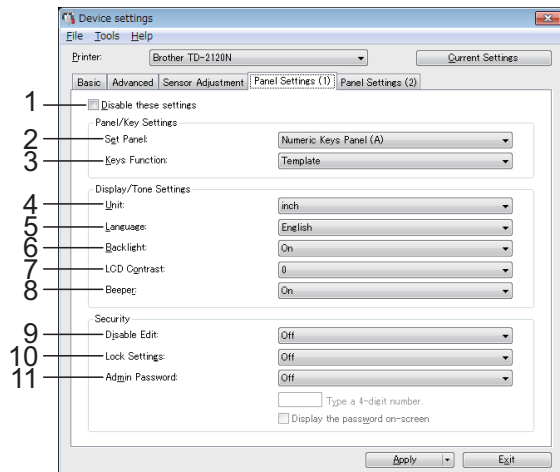 Device settings
File Tools Help
Printer: Brother TD-2120N Current Settings
Basic Advanced Sensor Adjustment Panel Settings (1) Panel Settings (2)
1 Disable these settings
Panel/Key Settings
2 Set Panel: Numeric Keys Panel (A)
3 Keys Function: Template
Display/Tone Settings
4 Unit: inch
5 Language: English
6 Backlight: On
7 LCD Contrast: 0
8 Beeper: On
Security
9 Disable Edit: Off
10 Lock Settings: Off
11 Admin Password: Off
Type a 4-digit number.
Display the password on-screen
Apply Exit